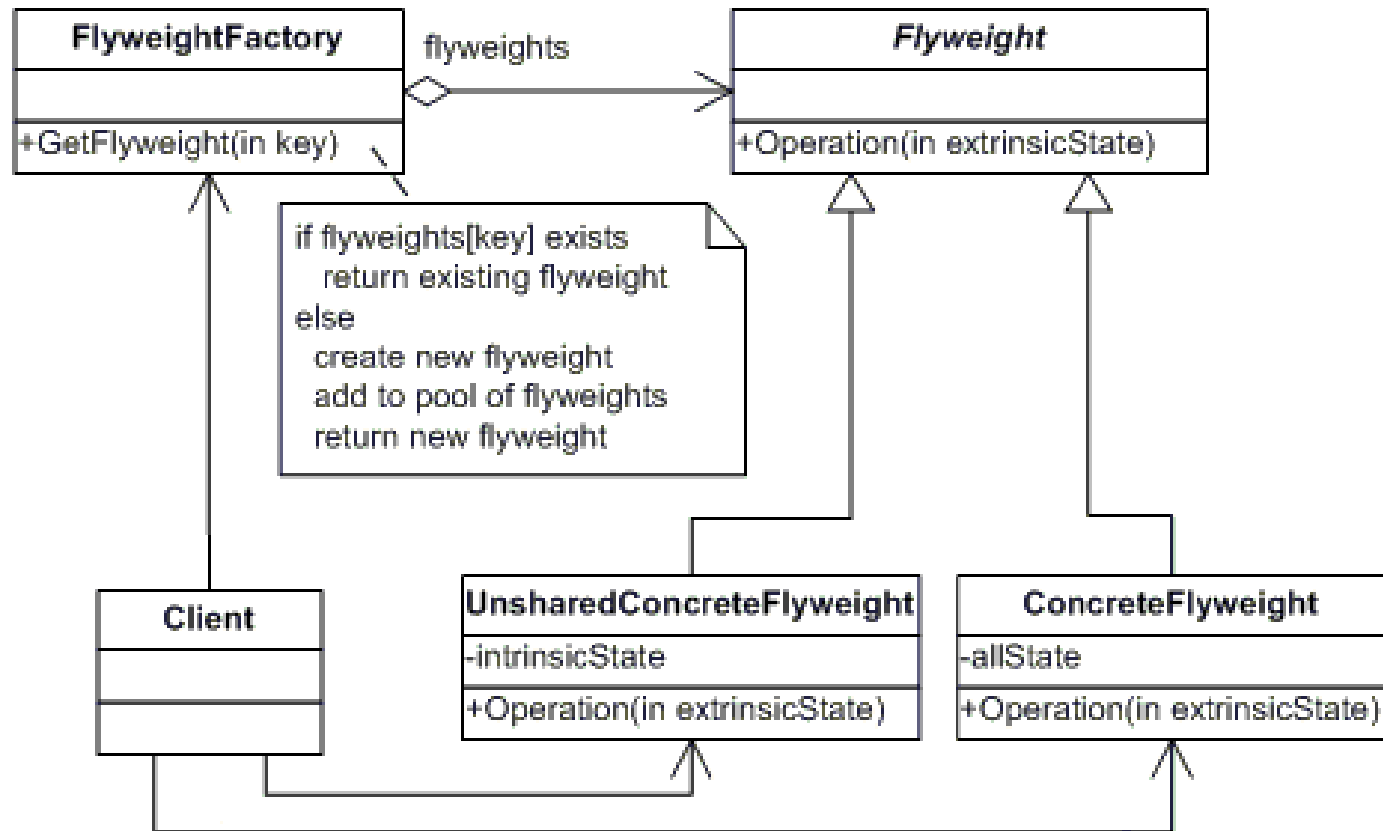 FlyweightFactory
+GetFlyweight(in key)
flyweights
Flyweight
+Operation(in extrinsicState)
if flyweights[key] exists
return existing flyweight
else
create new flyweight
add to pool of flyweights
return new flyweight
Client
UnsharedConcreteFlyweight
-intrinsicState
+Operation(in extrinsicState)
ConcreteFlyweight
-allState
+Operation(in extrinsicState)